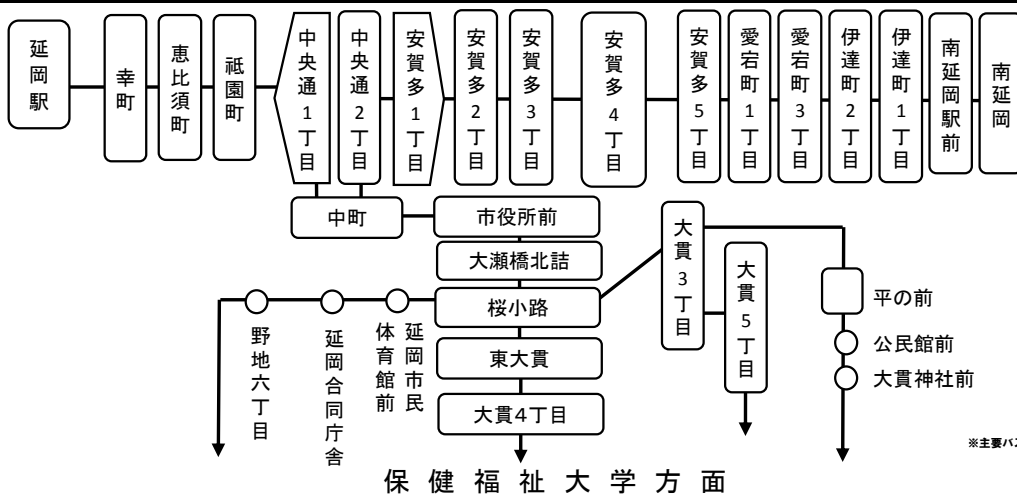 延岡駅
幸町
恵比須町
祗園町
中央通1丁目
中央通2丁目
安賀多1丁目
安賀多2丁目
安賀多3丁目
安賀多4丁目
安賀多5丁目
愛宕町1丁目
愛宕町3丁目
伊達町2丁目
伊達町1丁目
南延岡駅前
南延岡
中町
市役所前
大瀬橋北詰
桜小路
東大貫
大貫4丁目
大貫3丁目
大貫5丁目
平の前
公民館前
大貫神社前
延岡市民
体育館前
延岡合同庁舎
野地六丁目
※主要バス
保健福祉大学方面